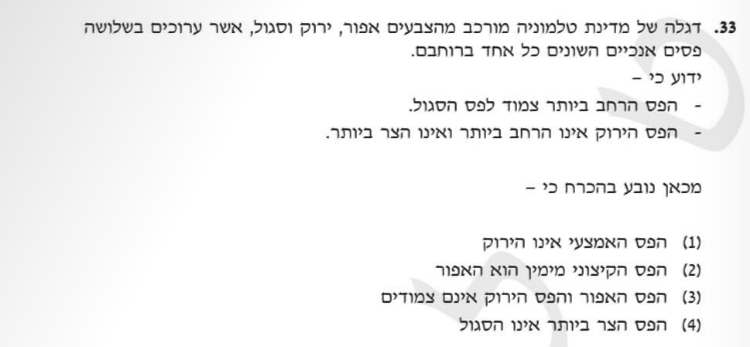 33. דגלה של מדינת טלמוניה מורכב מהצבעים אפור, ירוק וסגול, אשר ערוכים בשלושה
פסים אנכיים השונים כל אחד ברוחבם.
ידוע כי –
- הפס הרחב ביותר צמוד לפס הסגול.
- הפס הירוק אינו הרחב ביותר ואינו הצר ביותר.
מכאן נובע בהכרח כי –
(1) הפס האמצעי אינו הירוק
(2) הפס הקיצוני מימין הוא האפור
(3) הפס האפור והפס הירוק אינם צמודים
(4) הפס הצר ביותר אינו הסגול